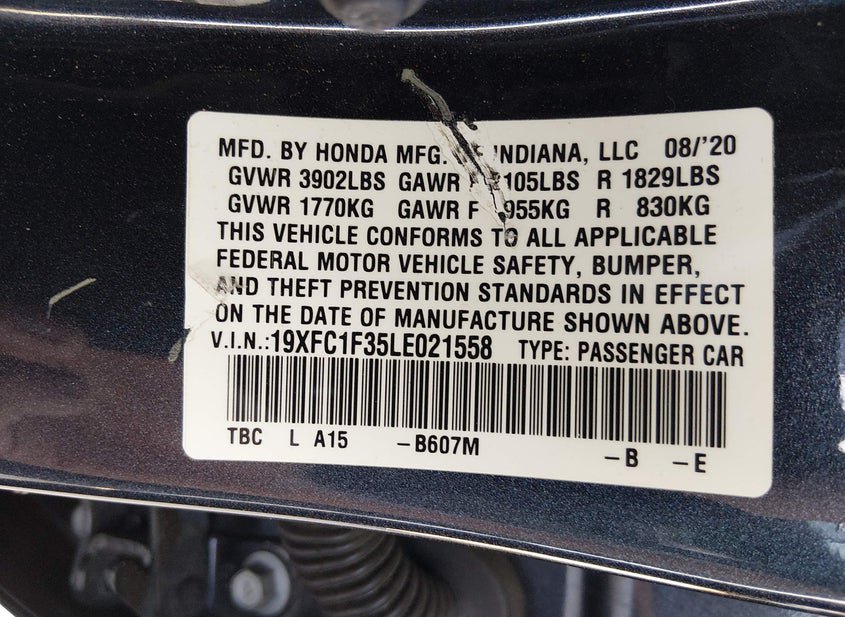 MFD. BY HONDA MFG. OF INDIANA, LLC 08/'20
GVWR 3902LBS GAWR 105LBS R 1829LBS
GVWR 1770KG GAWR F 955KG R 830KG
THIS VEHICLE CONFORMS TO ALL APPLICABLE
FEDERAL MOTOR VEHICLE SAFETY, BUMPER,
AND THEFT PREVENTION STANDARDS IN EFFECT
ON THE DATE OF MANUFACTURE SHOWN ABOVE.
V.I.N.:19XFC1F35LE021558 TYPE: PASSENGER CAR
TBC L A15 –B607M –B –E